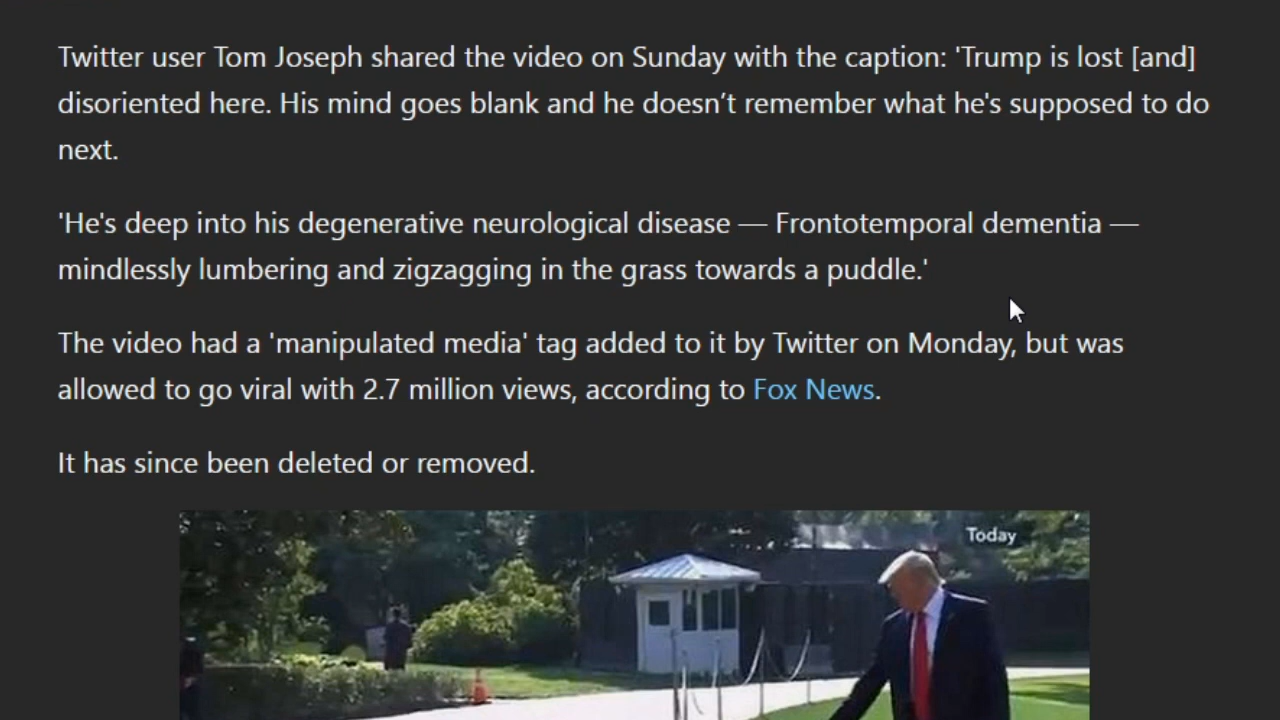 Twitter user Tom Joseph shared the video on Sunday with the caption: 'Trump is lost [and]
disoriented here. His mind goes blank and he doesn’t remember what he's supposed to do
next.
'He's deep into his degenerative neurological disease — Frontotemporal dementia —
mindlessly lumbering and zigzagging in the grass towards a puddle.'
The video had a 'manipulated media' tag added to it by Twitter on Monday, but was
allowed to go viral with 2.7 million views, according to Fox News.
It has since been deleted or removed.
Today